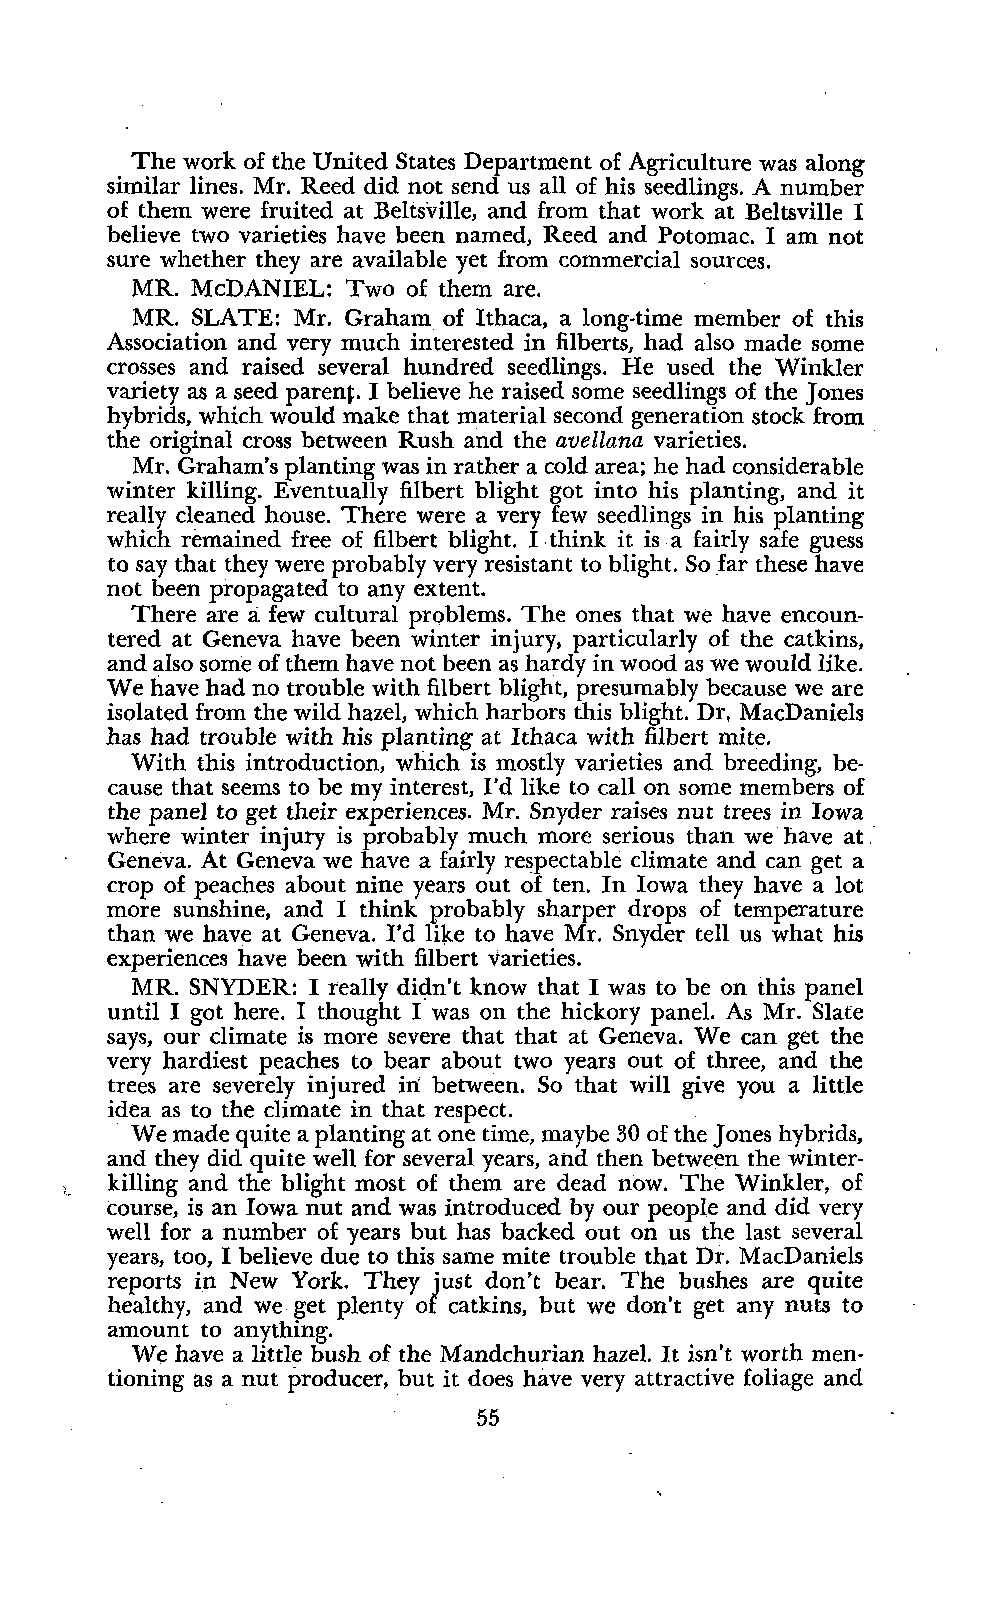 The work of the United States Department of Agriculture was along
similar lines. Mr. Reed did not send us all of his seedlings. A number
of them were fruited at Beltsville, and from that work at Beltsville I
believe two varieties have been named, Reed and Potomac. I am not
sure whether they are available yet from commercial sources.
MR. McDANIEL: Two of them are.
MR. SLATE: Mr. Graham of Ithaca, a long-time member of this
Association and very much interested in filberts, had also made some
crosses and raised several hundred seedlings. He used the Winkler
variety as a seed parent. I believe he raised some seedlings of the Jones
hybrids, which would make that material second generation stock from
the original cross between Rush and the avellana varieties.
Mr. Graham's planting was in rather a cold area; he had considerable
winter killing. Eventually filbert blight got into his planting, and it
really cleaned house. There were a very few seedlings in his planting
which remained free of filbert blight. I think it is a fairly safe guess
to say that they were probably very resistant to blight. So far these have
not been propagated to any extent.
There are a few cultural problems. The ones that we have encoun-
tered at Geneva have been winter injury, particularly of the catkins,
and also some of them have not been as hardy in wood as we would like.
We have had no trouble with filbert blight, presumably because we are
isolated from the wild hazel, which harbors this blight. Dr. MacDaniels
has had trouble with his planting at Ithaca with filbert mite.
With this introduction, which is mostly varieties and breeding, be-
cause that seems to be my interest, I'd like to call on some members of
the panel to get their experiences. Mr. Snyder raises nut trees in Iowa
where winter injury is probably much more serious than we have at
Geneva. At Geneva we have a fairly respectable climate and can get a
crop of peaches about nine years out of ten. In Iowa they have a lot
more sunshine, and I think probably sharper drops of temperature
than we have at Geneva. I'd like to have Mr. Snyder tell us what his
experiences have been with filbert varieties.
MR. SNYDER: I really didn't know that I was to be on this panel
until I got here. I thought I was on the hickory panel. As Mr. Slate
says, our climate is more severe that that at Geneva. We can get the
very hardiest peaches to bear about two years out of three, and the
trees are severely injured in between. So that will give you a little
idea as to the climate in that respect.
We made quite a planting at one time, maybe 30 of the Jones hybrids,
and they did quite well for several years, and then between the winter-
killing and the blight most of them are dead now. The Winkler, of
course, is an Iowa nut and was introduced by our people and did very
well for a number of years but has backed out on us the last several
years, too, I believe due to this same mite trouble that Dr. MacDaniels
reports in New York. They just don't bear. The bushes are quite
healthy, and we get plenty of catkins, but we don't get any nuts to
amount to anything.
We have a little bush of the Mandchurian hazel. It isn't worth men-
tioning as a nut producer, but it does have very attractive foliage and
55